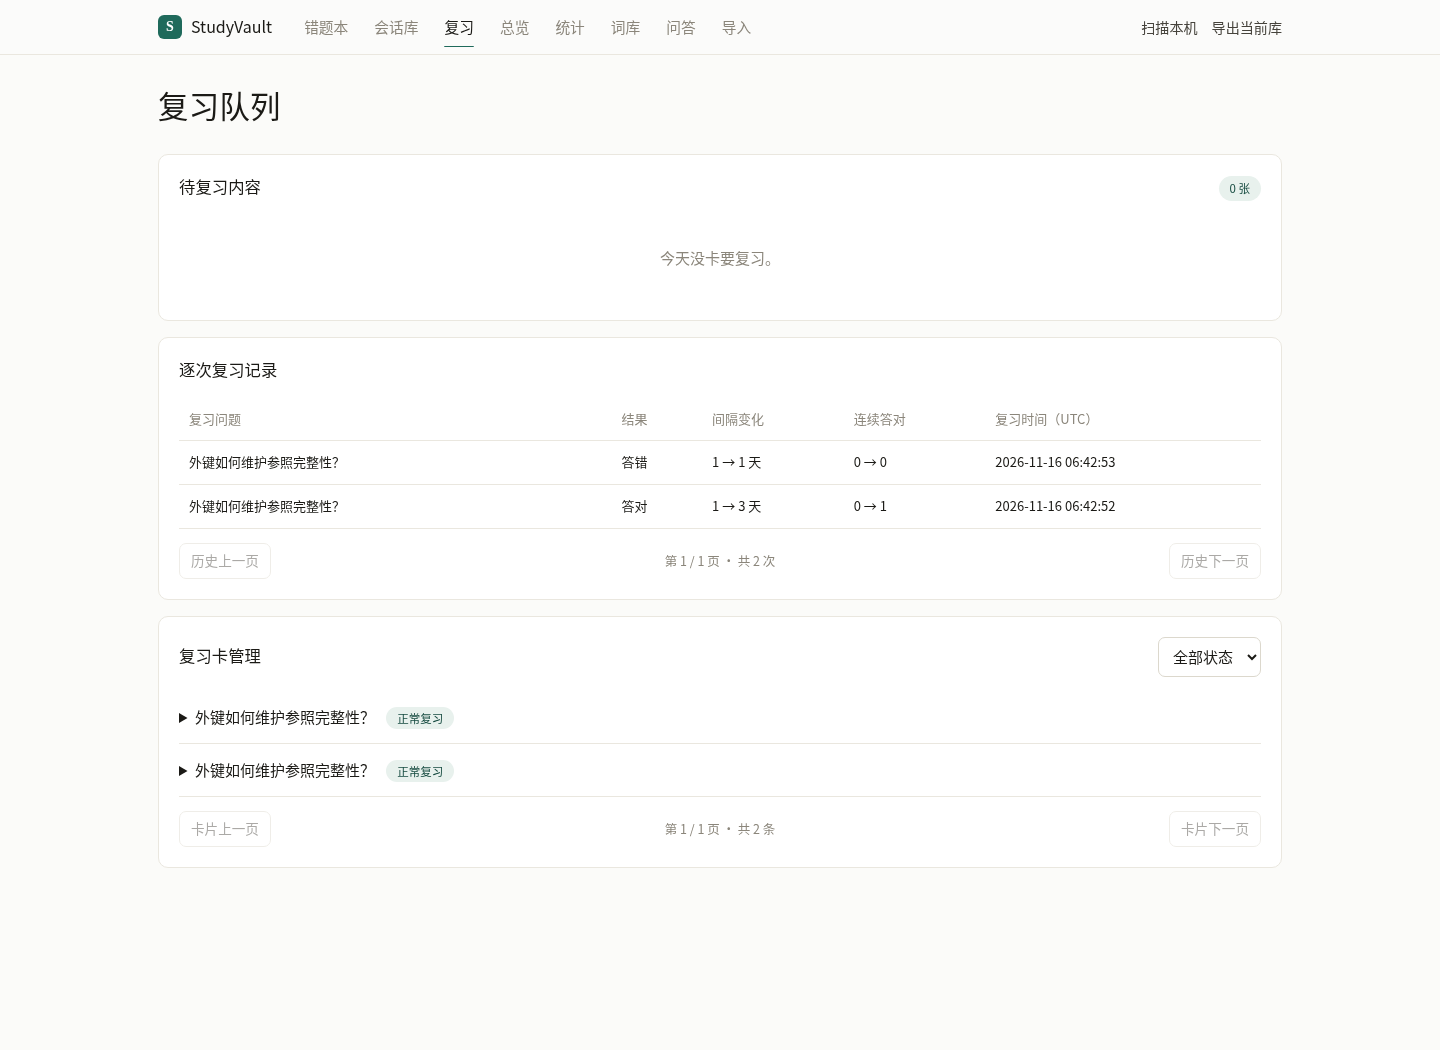 S StudyVault 错题本 会话库 复习 总览 统计 词库 问答 导入 扫描本机 导出当前库
复习队列
待复习内容 0 张
今天没卡要复习。
逐次复习记录
复习问题 结果 间隔变化 连续答对 复习时间（UTC）
外键如何维护参照完整性？ 答错 1 → 1 天 0 → 0 2026-11-16 06:42:53
外键如何维护参照完整性？ 答对 1 → 3 天 0 → 1 2026-11-16 06:42:52
历史上一页 第 1 / 1 页 · 共 2 次 历史下一页
复习卡管理 全部状态
外键如何维护参照完整性？ 正常复习
外键如何维护参照完整性？ 正常复习
卡片上一页 第 1 / 1 页 · 共 2 条 卡片下一页